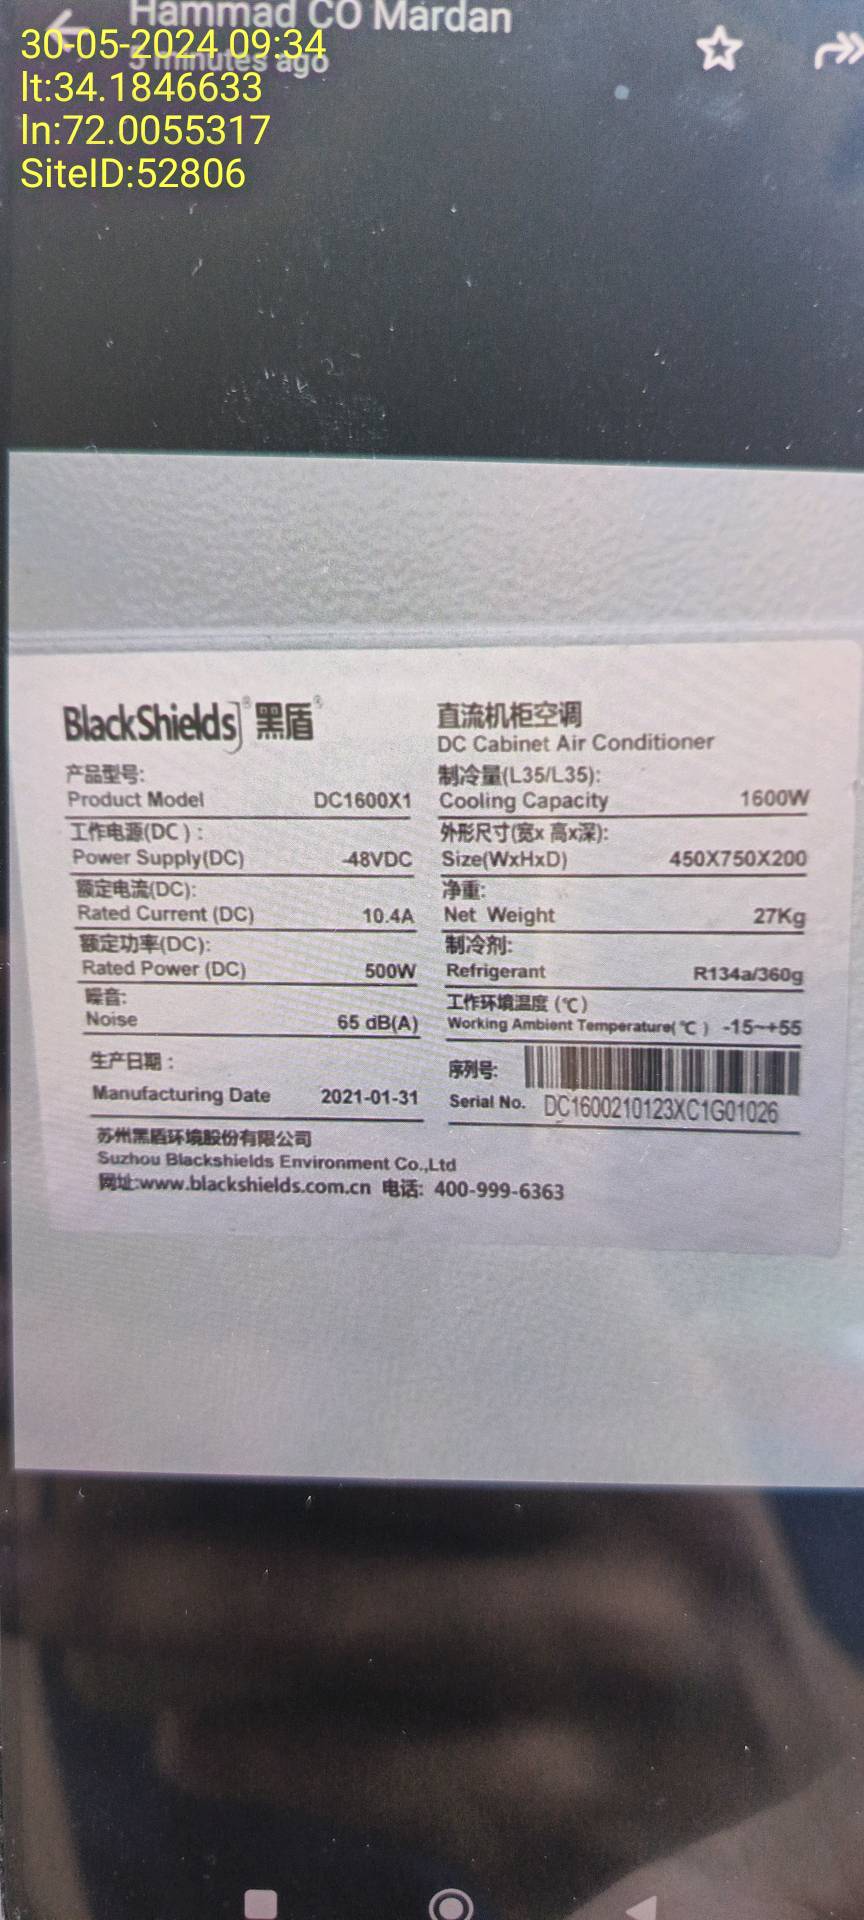 Hammad CO Mardan
5 minutes ago
30-05-2024 09:34
lt:34.1846633
ln:72.0055317
SiteID:52806
BlackShields® 黑盾®
直流机柜空调
DC Cabinet Air Conditioner
产品型号:
Product Model DC1600X1
制冷量(L35/L35):
Cooling Capacity 1600W
工作电源(DC):
Power Supply(DC) -48VDC
外形尺寸(宽x 高x深):
Size(WxHxD) 450X750X200
额定电流(DC):
Rated Current (DC) 10.4A
净重:
Net Weight 27Kg
额定功率(DC):
Rated Power (DC) 500W
制冷剂:
Refrigerant R134a/360g
噪音:
Noise 65 dB(A)
工作环境温度 (℃)
Working Ambient Temperature(℃) -15~+55
生产日期:
Manufacturing Date 2021-01-31
序列号:
Serial No. DC1600210123XC1G01026
苏州黑盾环境股份有限公司
Suzhou Blackshields Environment Co.,Ltd
网址:www.blackshields.com.cn 电话: 400-999-6363